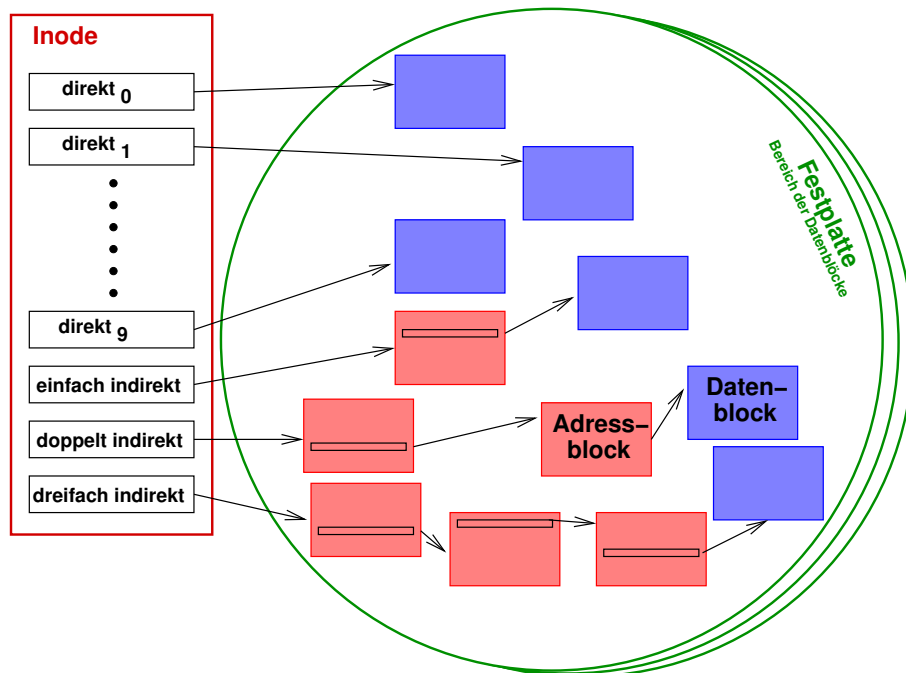 Inode
direkt 0
direkt 1
direkt 9
einfach indirekt
doppelt indirekt
dreifach indirekt
Festplatte
Bereich der Datenblöcke
Adress-
block
Daten-
block